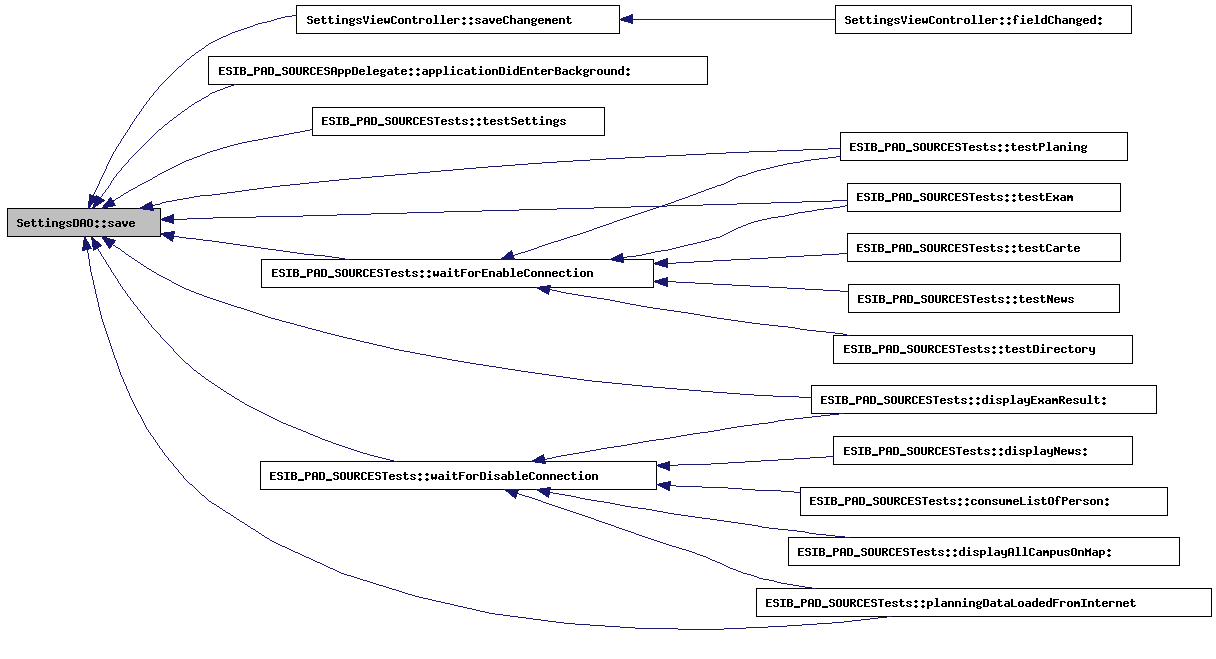 SettingsViewController::saveChangement
SettingsViewController::fieldChanged:
ESIB_PAD_SOURCESAppDelegate::applicationDidEnterBackground:
ESIB_PAD_SOURCESTests::testSettings
ESIB_PAD_SOURCESTests::testPlaning
ESIB_PAD_SOURCESTests::testExam
SettingsDAO::save
ESIB_PAD_SOURCESTests::testCarte
ESIB_PAD_SOURCESTests::waitForEnableConnection
ESIB_PAD_SOURCESTests::testNews
ESIB_PAD_SOURCESTests::testDirectory
ESIB_PAD_SOURCESTests::displayExamResult:
ESIB_PAD_SOURCESTests::displayNews:
ESIB_PAD_SOURCESTests::waitForDisableConnection
ESIB_PAD_SOURCESTests::consumeListOfPerson:
ESIB_PAD_SOURCESTests::displayAllCampusOnMap:
ESIB_PAD_SOURCESTests::planningDataLoadedFromInternet